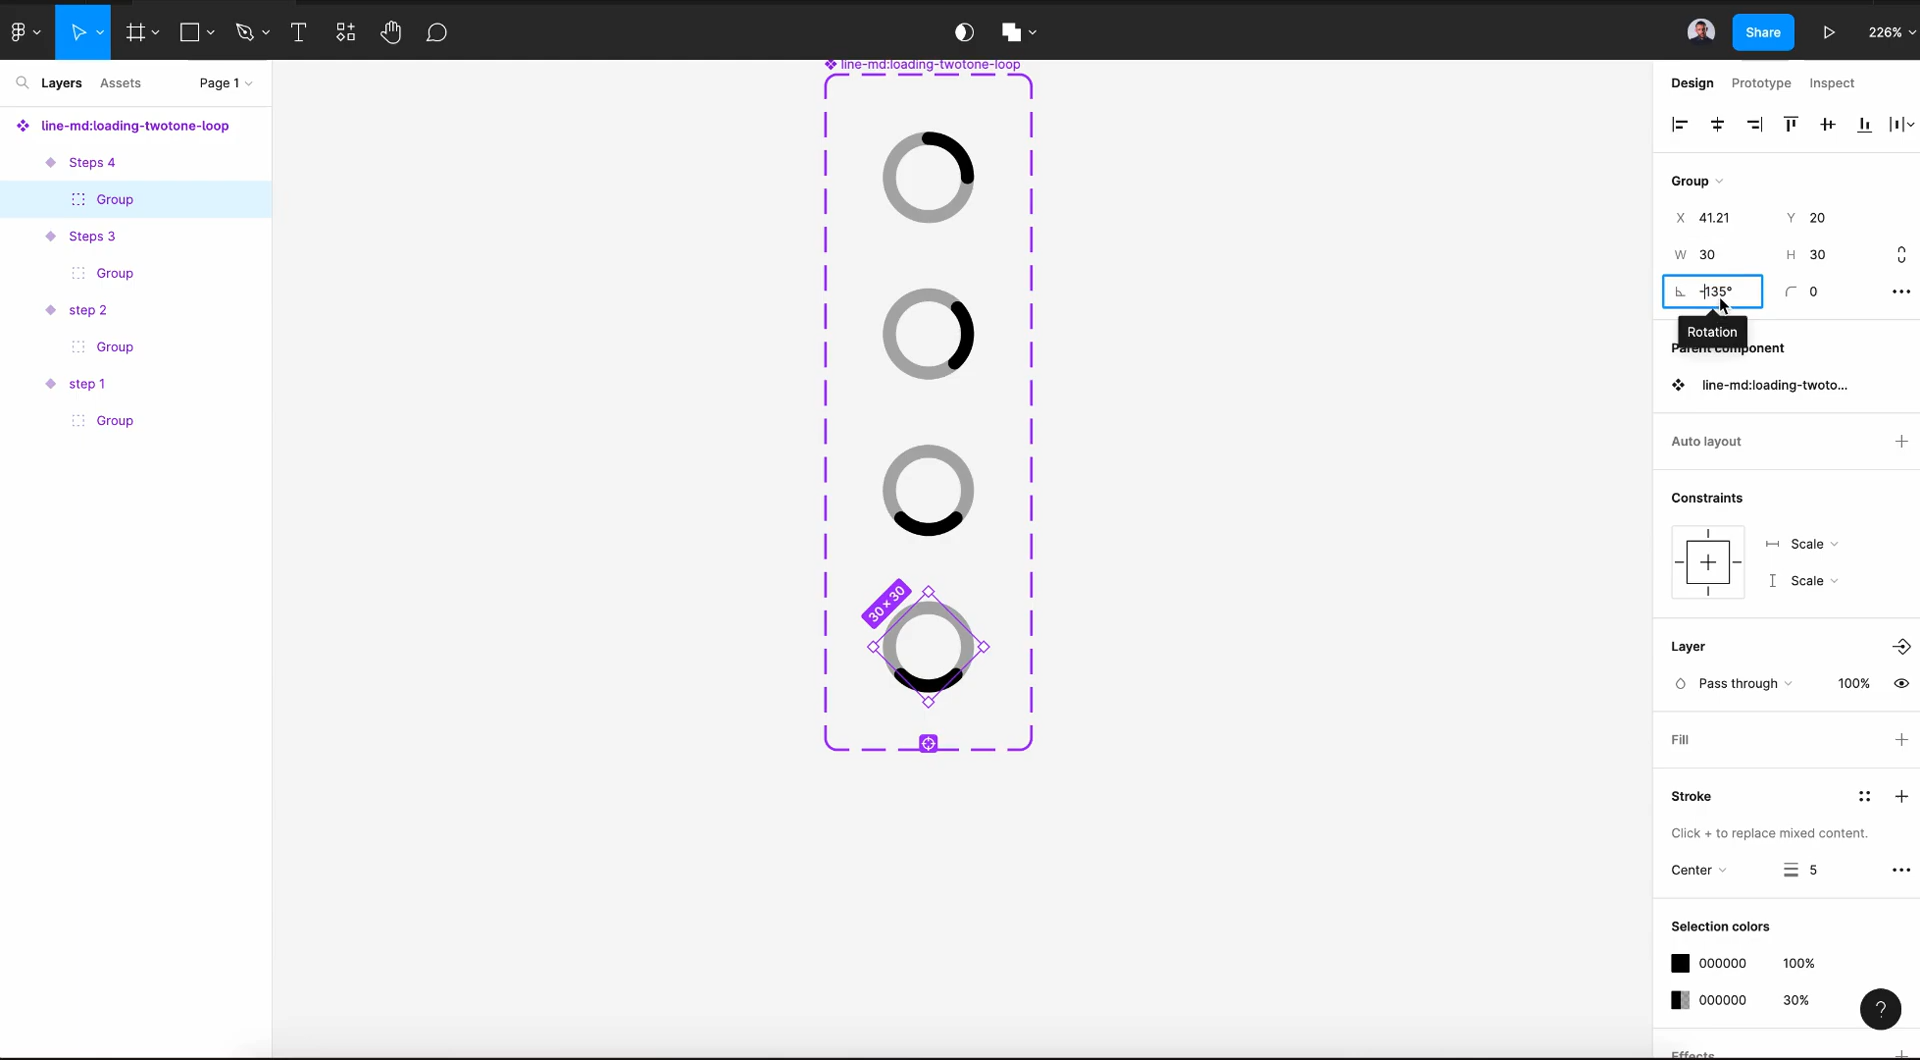 Share
226%
Layers
Assets
Page 1
line-md:loading-twotone-loop
Steps 4
Group
Steps 3
Group
step 2
Group
step 1
Group
line-md:loading-twotone-loop
30 × 30
Design
Prototype
Inspect
Group
X 41.21
Y 20
W 30
H 30
-135°
0
Rotation
Parent component
line-md:loading-twoto...
Auto layout
Constraints
Scale
Scale
Layer
Pass through
100%
Fill
Stroke
Click + to replace mixed content.
Center
5
Selection colors
000000 100%
000000 30%
?
Effects